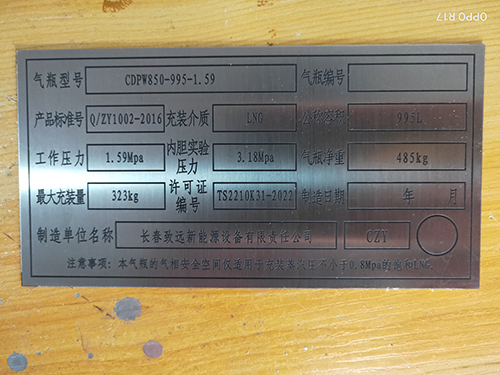 OPPO R17
气瓶型号 CDPW850-995-1.59 气瓶编号
产品标准号 Q/ZY1002-2016 充装介质 LNG 公称容积 995L
工作压力 1.59Mpa 内胆实验压力 3.18Mpa 气瓶净重 485kg
最大充装量 323kg 许可证编号 TS2210K31-2022 制造日期 年 月
制造单位名称 长春致远新能源设备有限责任公司 CZY
注意事项：本气瓶的气相安全空间仅适用于充装蒸汽压不小于0.8Mpa的饱和LNG。